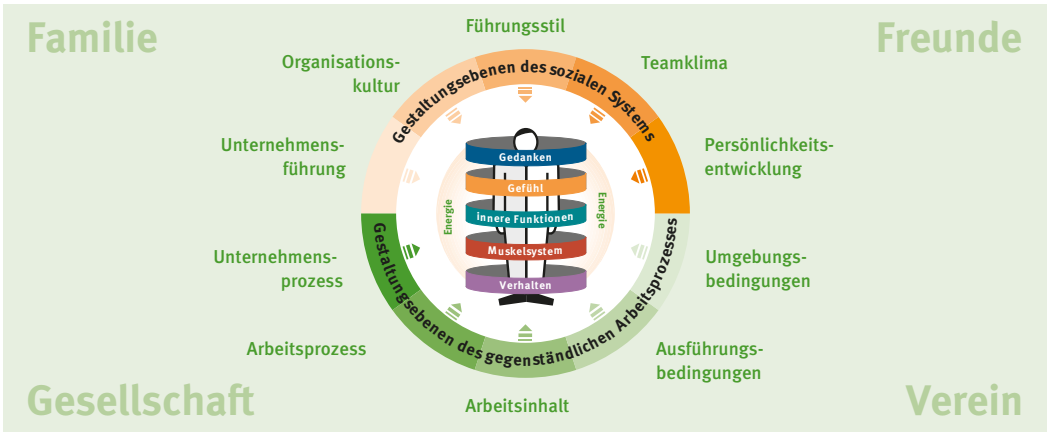 Familie
Freunde
Führungsstil
Organisations-
kultur
Teamklima
Unternehmens-
führung
Persönlichkeits-
entwicklung
Gestaltungsebenen des sozialen Systems
Gedanken
Gefühl
innere Funktionen
Muskelsystem
Verhalten
Energie
Energie
Unternehmens-
prozess
Umgebungs-
bedingungen
Gestaltungsebenen des gegenständlichen Arbeitsprozesses
Arbeitsprozess
Ausführungs-
bedingungen
Arbeitsinhalt
Gesellschaft
Verein